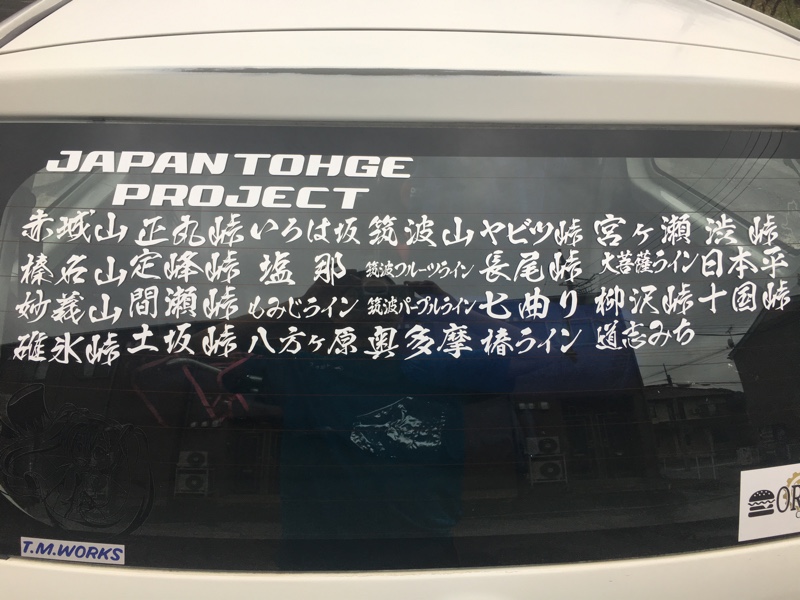 JAPAN TOHGE
PROJECT
赤城山 正丸峠 いろは坂 筑波山 ヤビツ峠 宮ヶ瀬 渋峠
榛名山 定峰峠 塩那 筑波フルーツライン 長尾峠 大菩薩ライン 日本平
妙義山 間瀬峠 もみじライン 筑波パープルライン 七曲り 柳沢峠 十国峠
碓氷峠 土坂峠 八方ヶ原 奥多摩 椿ライン 道志みち
T.M.WORKS